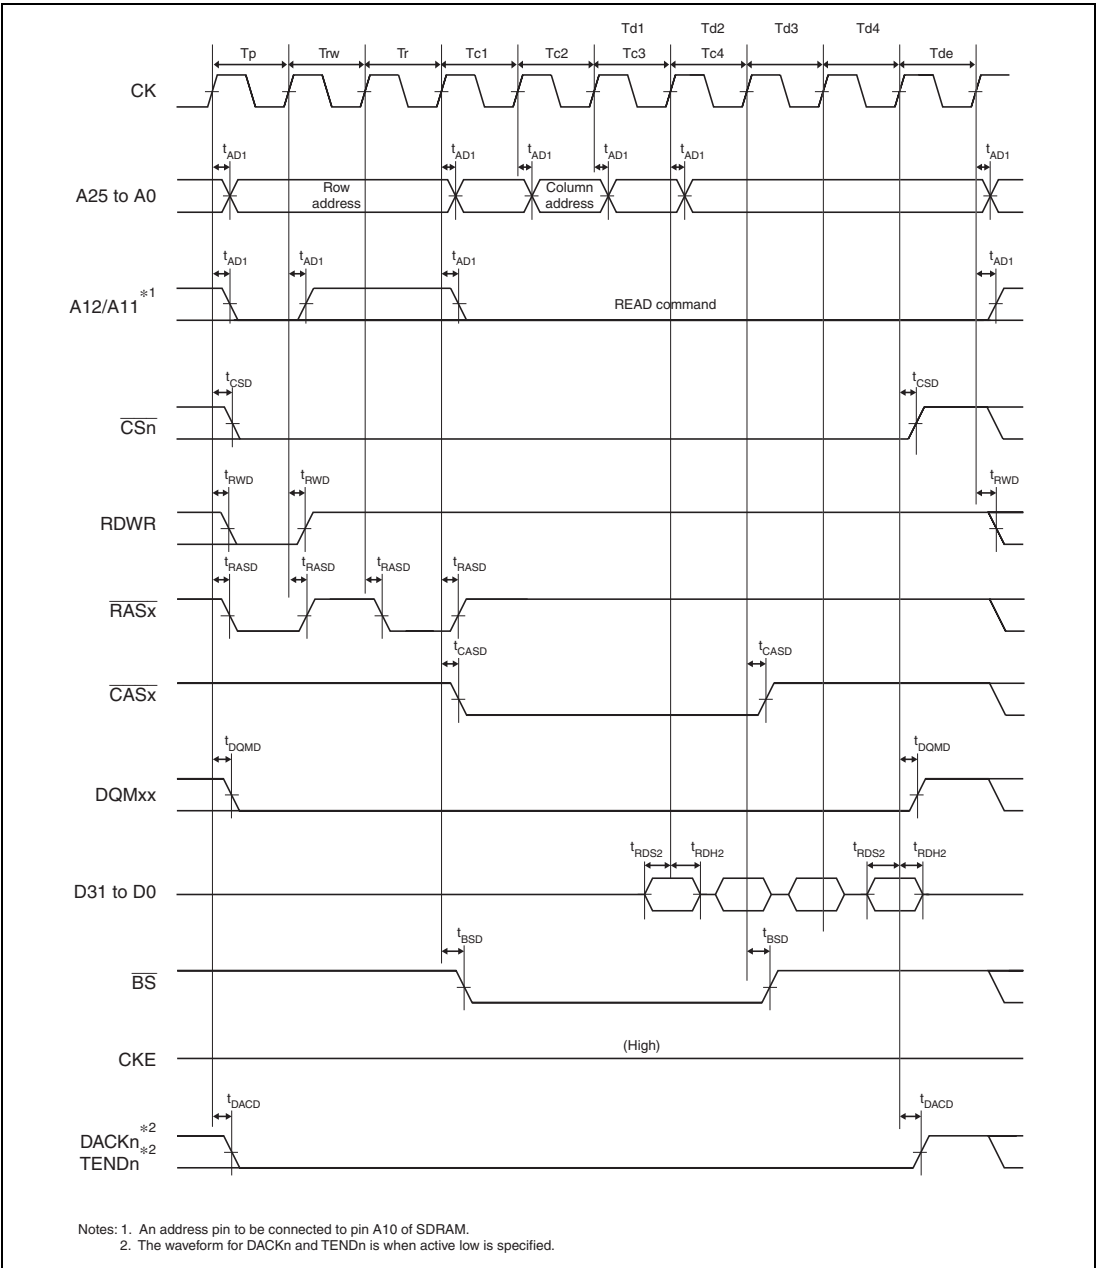 Td1 Td2 Td3 Td4
Tp Trw Tr Tc1 Tc2 Tc3 Tc4 Tde
CK
tAD1 tAD1 tAD1 tAD1 tAD1 tAD1
A25 to A0 Row address Column address
tAD1 tAD1 tAD1 tAD1
A12/A11 *1 READ command
tCSD tCSD
CSn
tRWD tRWD tRWD
RDWR
tRASD tRASD tRASD tRASD
RASx
tCASD tCASD
CASx
tDQMD tDQMD
DQMxx
tRDS2 tRDH2 tRDS2 tRDH2
D31 to D0
tBSD tBSD
BS
(High)
CKE
tDACD tDACD
DACKn *2
TENDn *2
Notes: 1. An address pin to be connected to pin A10 of SDRAM.
2. The waveform for DACKn and TENDn is when active low is specified.